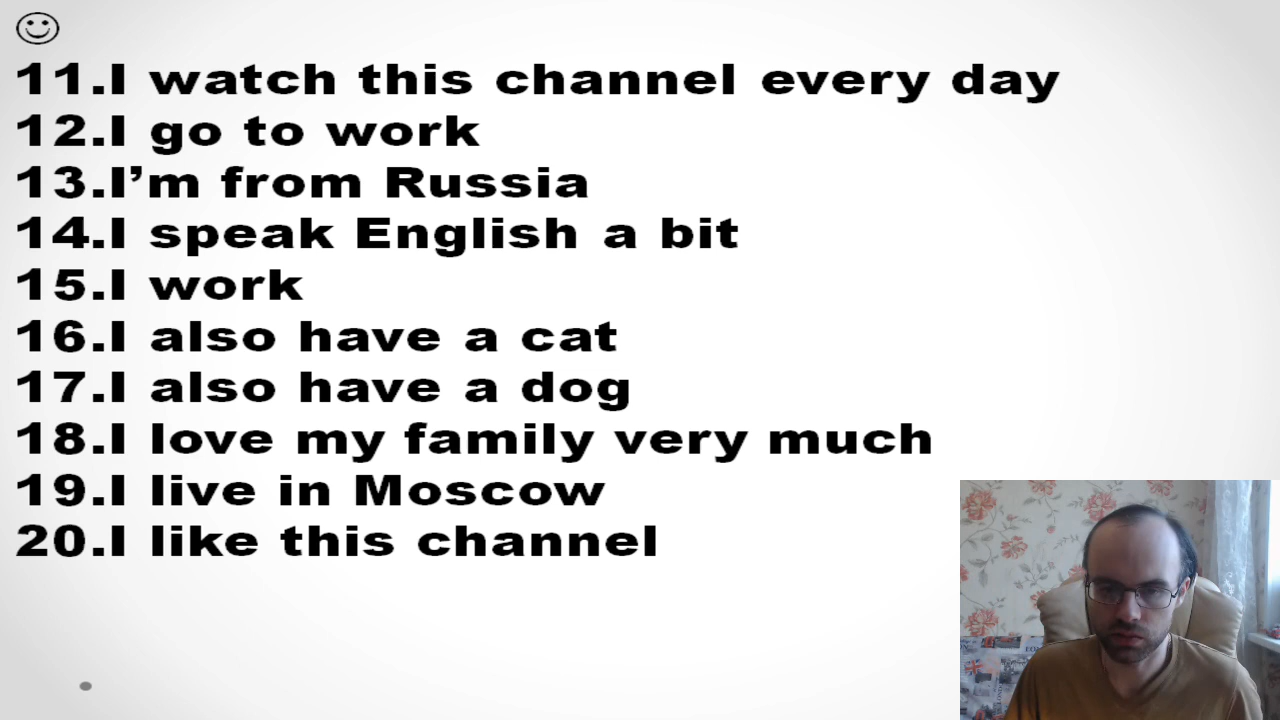 11.I watch this channel every day
12.I go to work
13.I’m from Russia
14.I speak English a bit
15.I work
16.I also have a cat
17.I also have a dog
18.I love my family very much
19.I live in Moscow
20.I like this channel